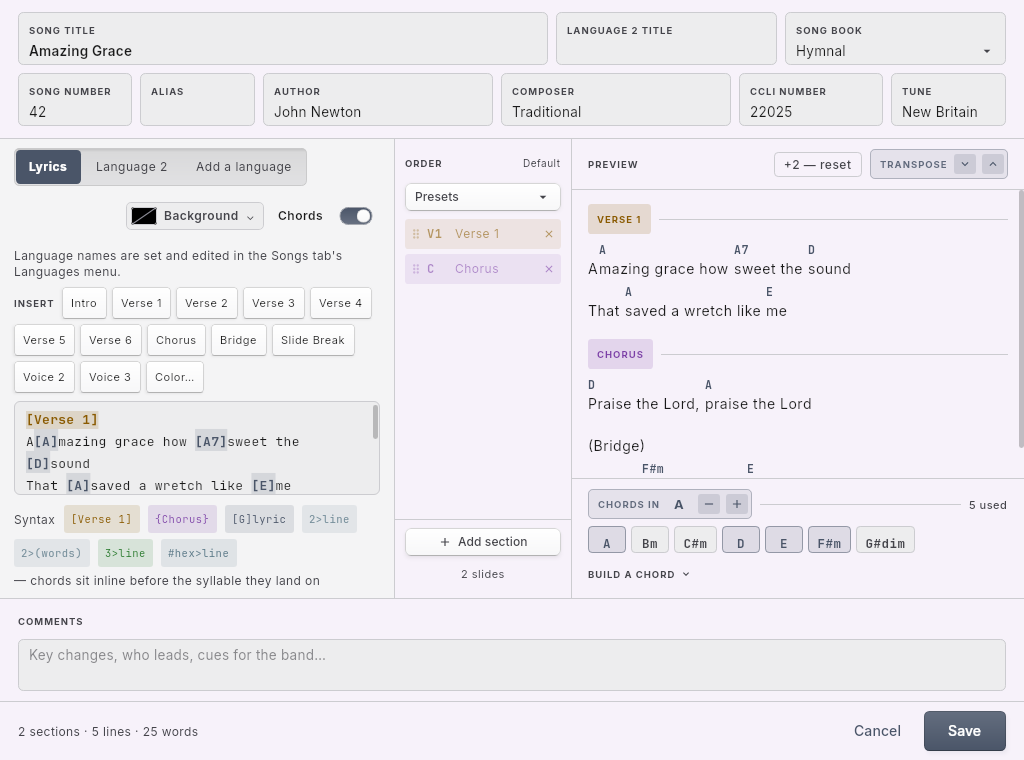 SONG TITLE
Amazing Grace
LANGUAGE 2 TITLE
SONG BOOK
Hymnal
SONG NUMBER
42
ALIAS
AUTHOR
John Newton
COMPOSER
Traditional
CCLI NUMBER
22025
TUNE
New Britain
Lyrics
Language 2
Add a language
Background
Chords
Language names are set and edited in the Songs tab's
Languages menu.
INSERT
Intro
Verse 1
Verse 2
Verse 3
Verse 4
Verse 5
Verse 6
Chorus
Bridge
Slide Break
Voice 2
Voice 3
Color...
[Verse 1]
A[A]mazing grace how [A7]sweet the
[D]sound
That [A]saved a wretch like [E]me
Syntax
[Verse 1]
{Chorus}
[G]lyric
2>line
2>(words)
3>line
#hex>line
— chords sit inline before the syllable they land on
ORDER
Default
Presets
V1 Verse 1 ×
C Chorus ×
+ Add section
2 slides
PREVIEW
+2 — reset
TRANSPOSE
VERSE 1
A A7 D
Amazing grace how sweet the sound
A E
That saved a wretch like me
CHORUS
D A
Praise the Lord, praise the Lord
(Bridge)
F#m E
CHORDS IN A − +
5 used
A
Bm
C#m
D
E
F#m
G#dim
BUILD A CHORD
COMMENTS
Key changes, who leads, cues for the band...
2 sections · 5 lines · 25 words
Cancel
Save